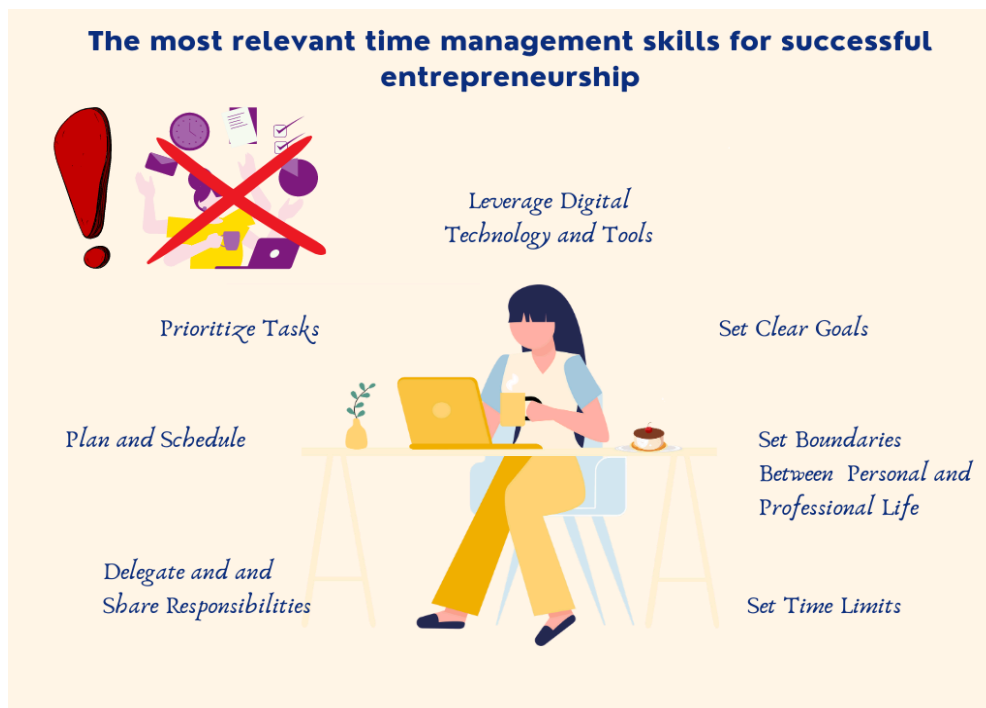 The most relevant time management skills for successful
entrepreneurship
Leverage Digital
Technology and Tools
Prioritize Tasks
Set Clear Goals
Plan and Schedule
Set Boundaries
Between Personal and
Professional Life
Delegate and and
Share Responsibilities
Set Time Limits